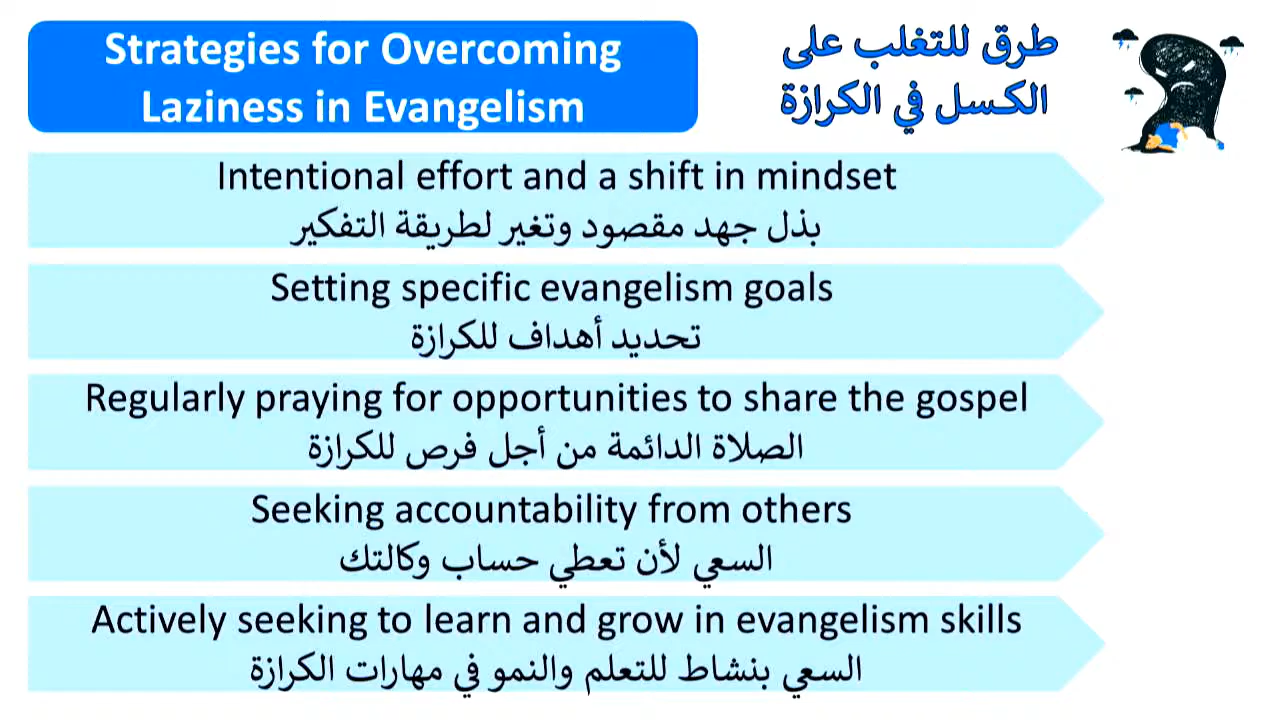 Strategies for Overcoming
Laziness in Evangelism
طرق للتغلب على
الكسل في الكرازة
Intentional effort and a shift in mindset
بذل جهد مقصود وتغير لطريقة التفكير
Setting specific evangelism goals
تحديد أهداف للكرازة
Regularly praying for opportunities to share the gospel
الصلاة الدائمة من أجل فرص للكرازة
Seeking accountability from others
السعي لأن تعطي حساب وكالتك
Actively seeking to learn and grow in evangelism skills
السعي بنشاط للتعلم والنمو في مهارات الكرازة